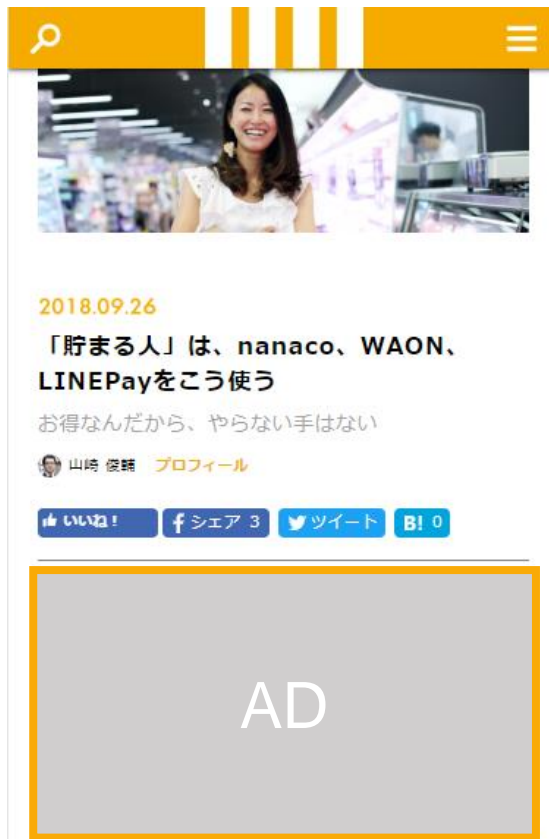 2018.09.26
「貯まる人」は、nanaco、WAON、
LINEPayをこう使う
お得なんだから、やらない手はない
山崎 俊輔 プロフィール
いいね! シェア 3 ツイート B! 0
AD